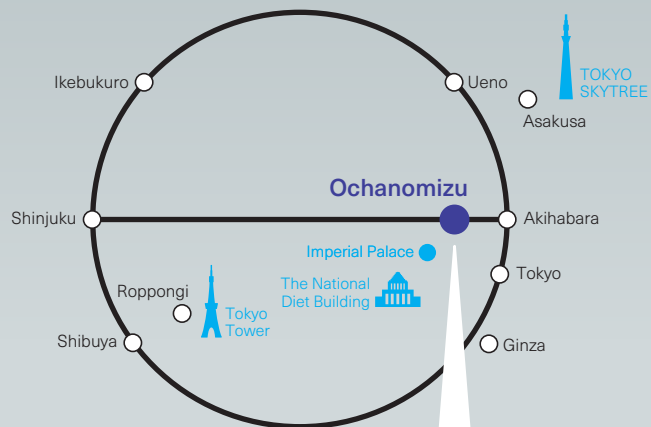 Ikebukuro
Ueno
TOKYO
SKYTREE
Asakusa
Ochanomizu
Shinjuku
Akihabara
Imperial Palace
Tokyo
The National
Diet Building
Roppongi
Tokyo
Tower
Shibuya
Ginza